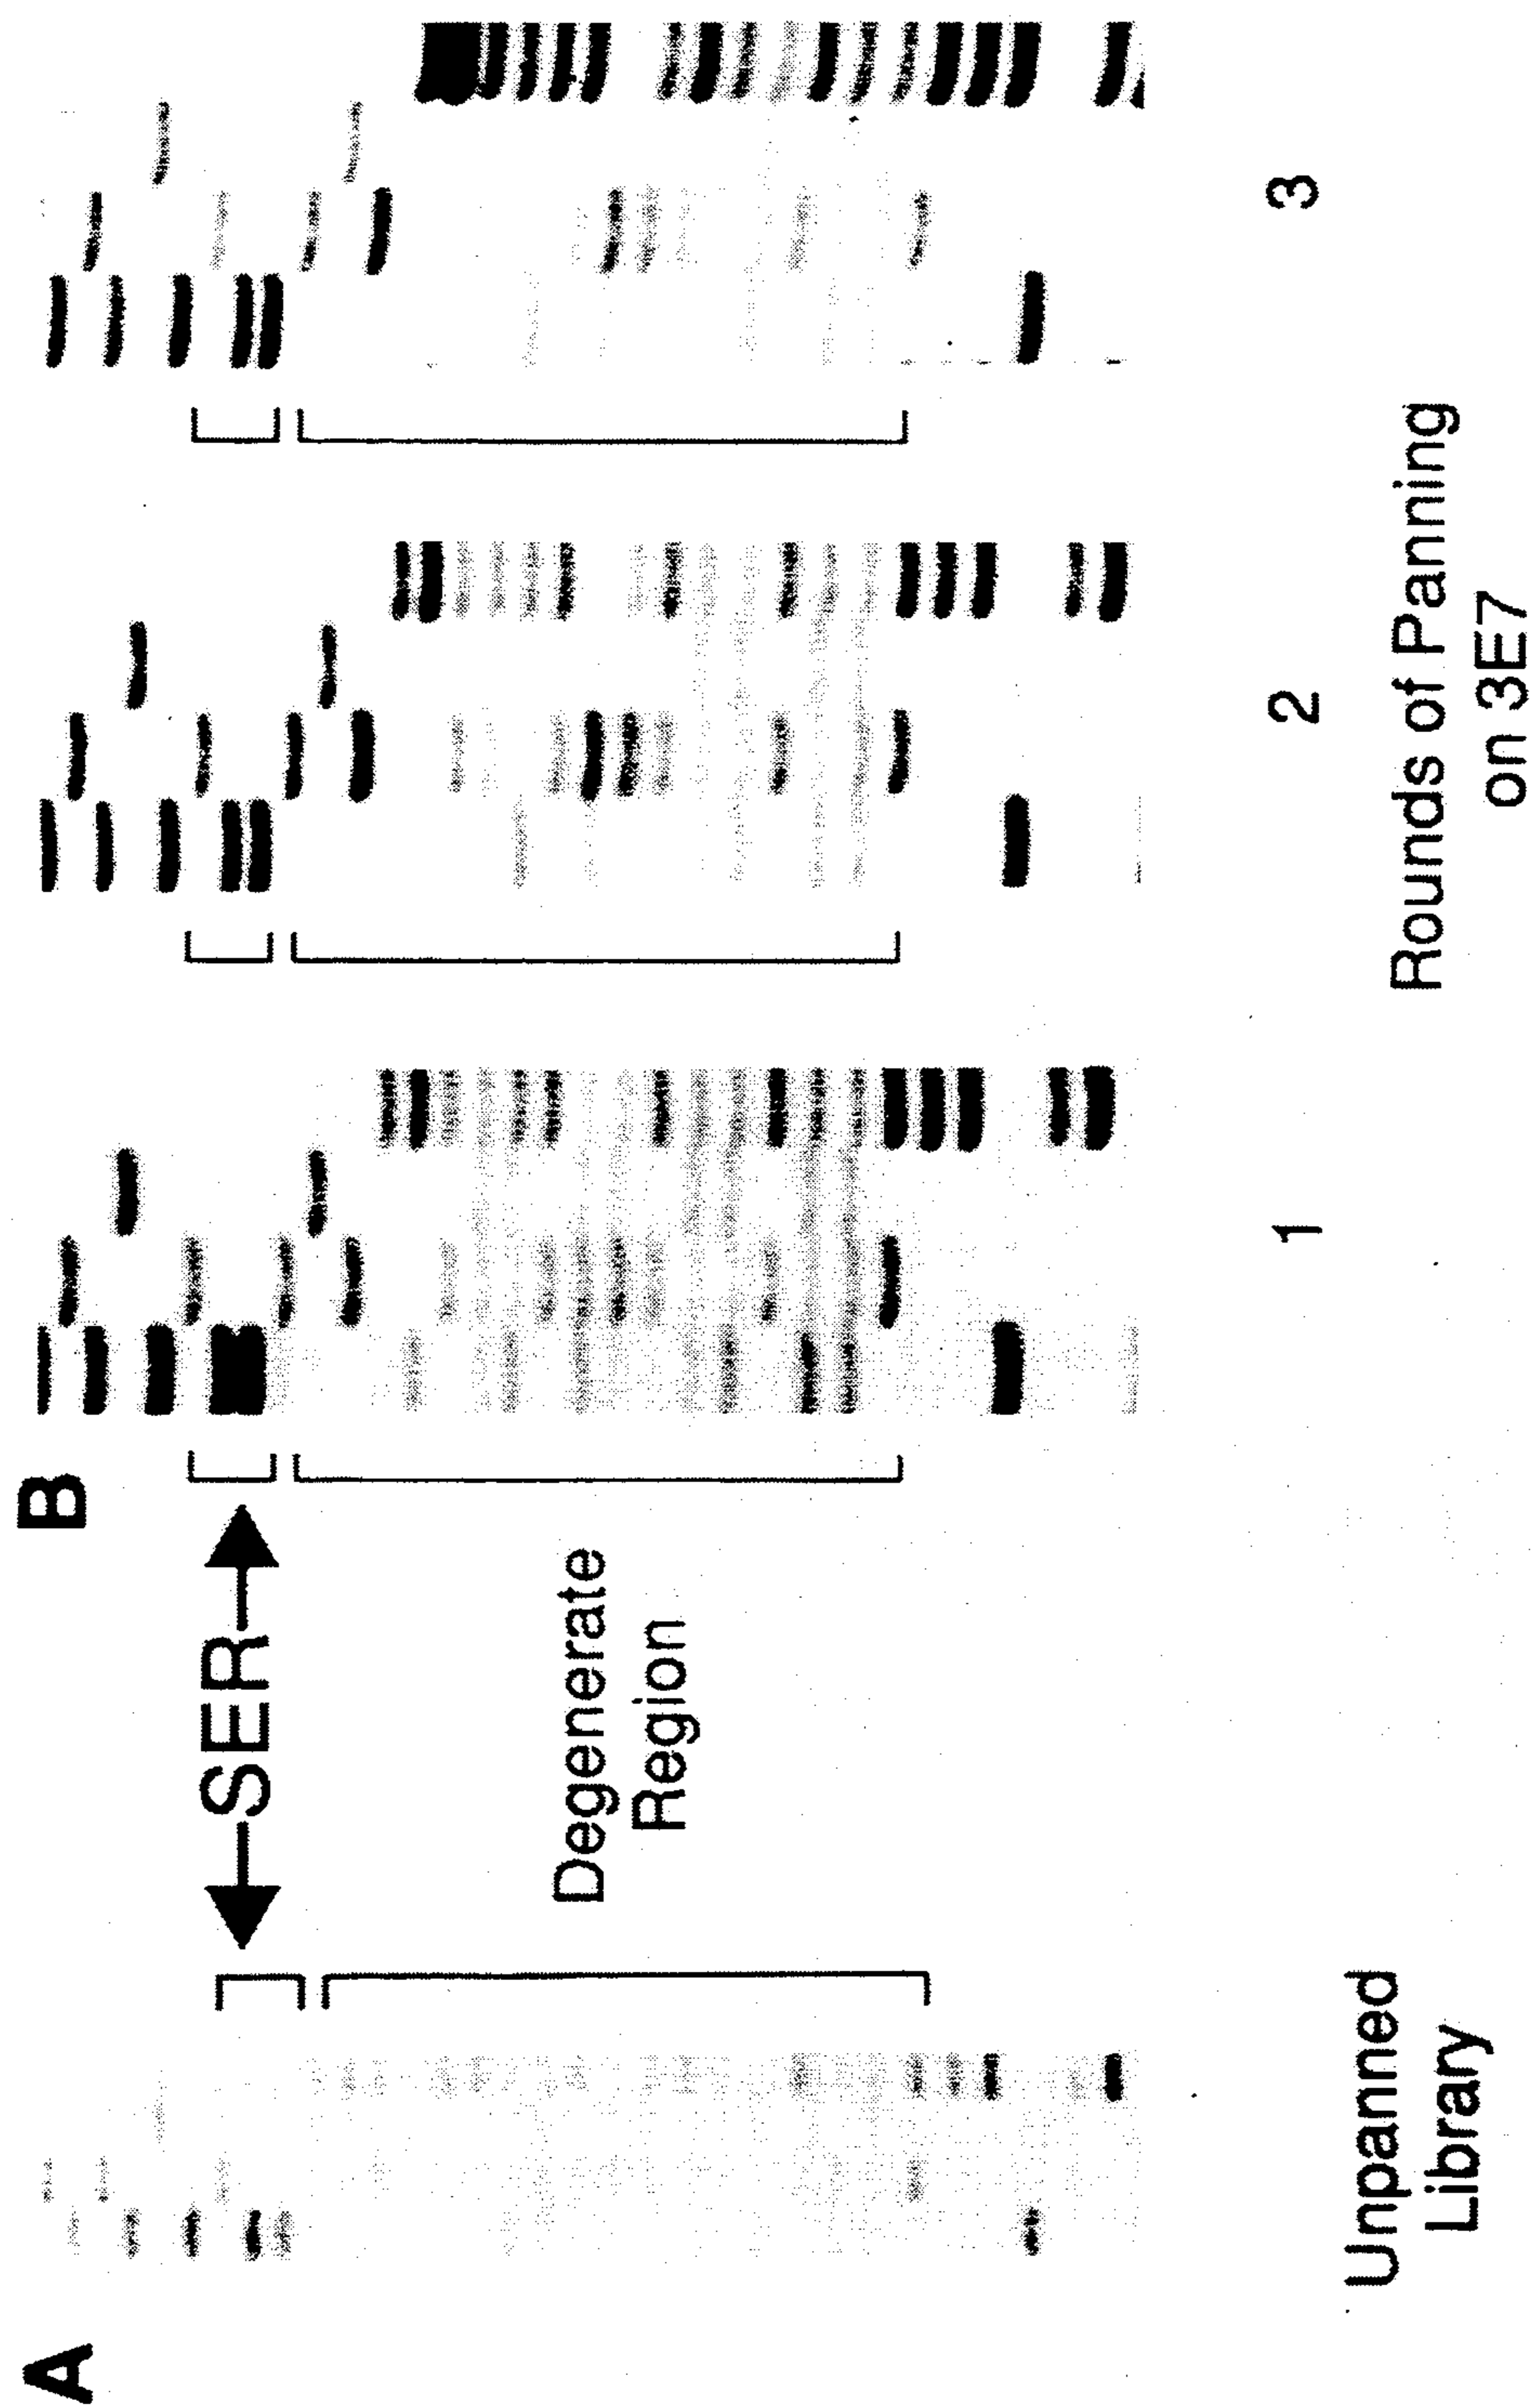 A
B
SER
Degenerate
Region
Unpanned
Library
1
2
3
Rounds of Panning
on 3E7